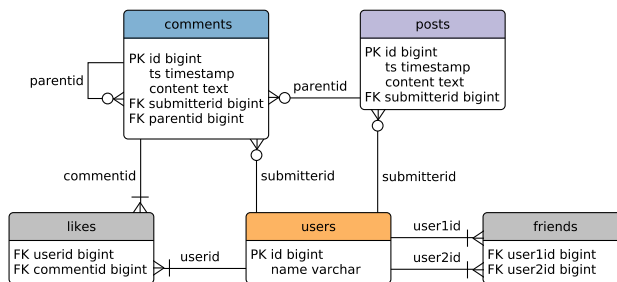 comments
PK id bigint
ts timestamp
content text
FK submitterid bigint
FK parentid bigint
posts
PK id bigint
ts timestamp
content text
FK submitterid bigint
parentid
parentid
commentid
submitterid
submitterid
likes
FK userid bigint
FK commentid bigint
userid
users
PK id bigint
name varchar
user1id
user2id
friends
FK user1id bigint
FK user2id bigint